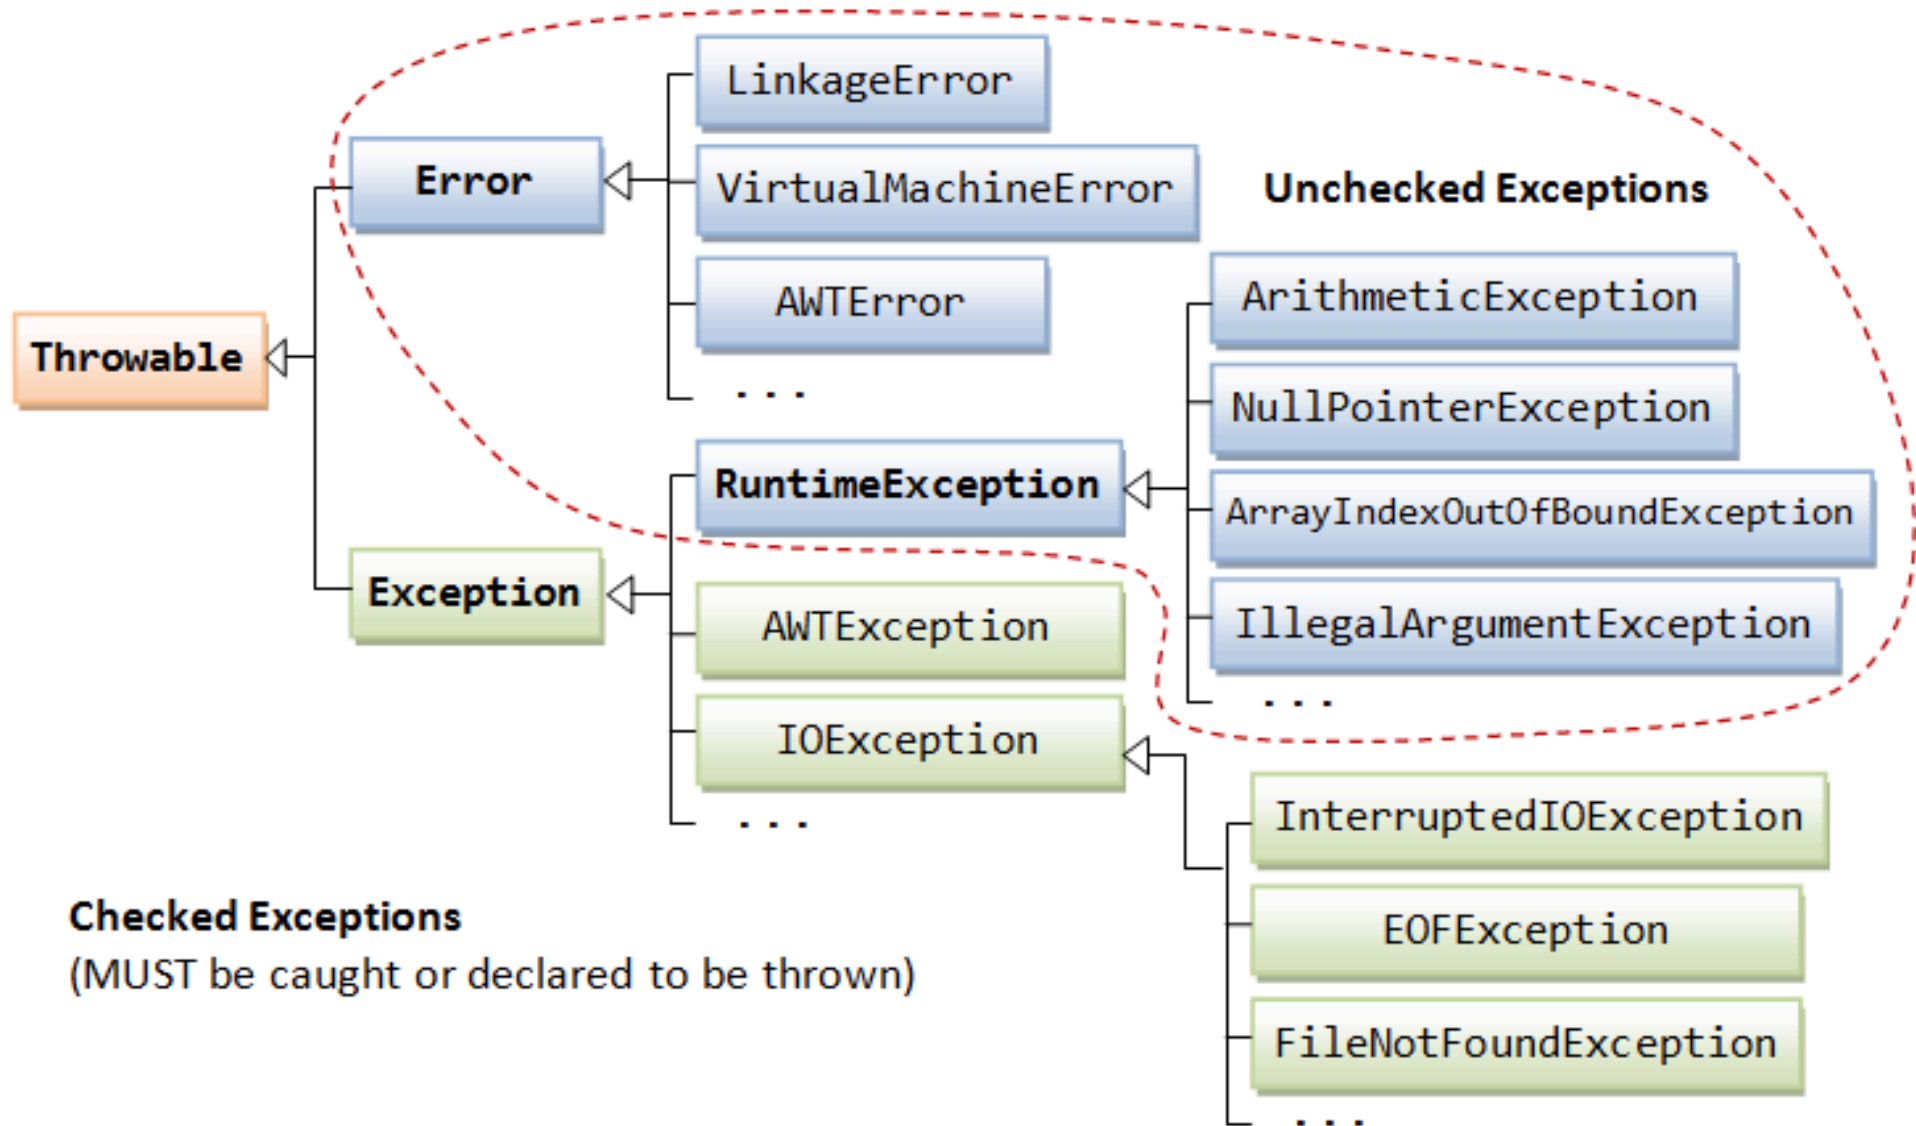 LinkageError
Error
VirtualMachineError
Unchecked Exceptions
AWTError
ArithmeticException
Throwable
...
NullPointerException
RuntimeException
ArrayIndexOutOfBoundException
Exception
AWTException
IllegalArgumentException
...
IOException
...
InterruptedIOException
Checked Exceptions
EOFException
(MUST be caught or declared to be thrown)
FileNotFoundException
...